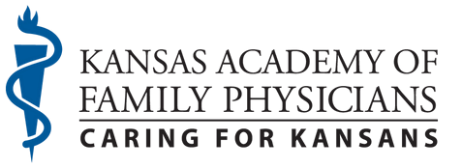 KANSAS ACADEMY OF
FAMILY PHYSICIANS
CARING FOR KANSANS